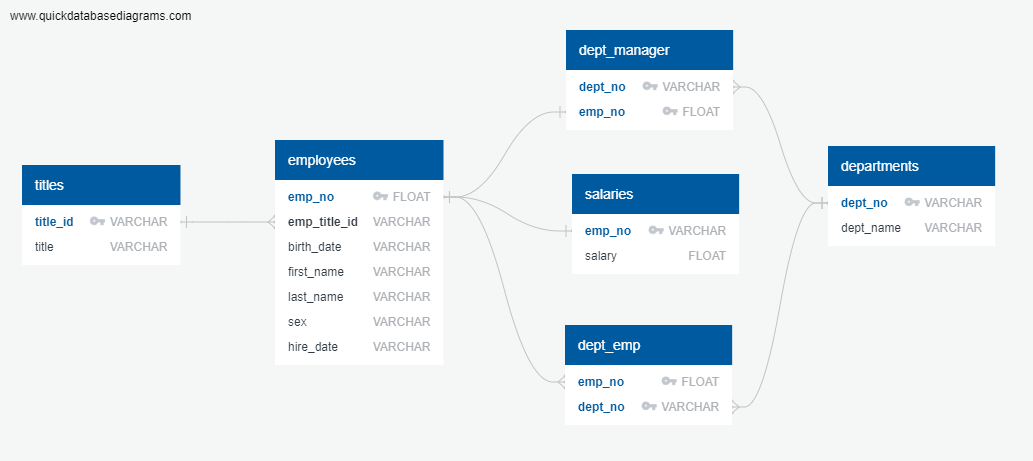 www.quickdatabasediagrams.com
titles
title_id VARCHAR
title VARCHAR
employees
emp_no FLOAT
emp_title_id VARCHAR
birth_date VARCHAR
first_name VARCHAR
last_name VARCHAR
sex VARCHAR
hire_date VARCHAR
dept_manager
dept_no VARCHAR
emp_no FLOAT
salaries
emp_no VARCHAR
salary FLOAT
dept_emp
emp_no FLOAT
dept_no VARCHAR
departments
dept_no VARCHAR
dept_name VARCHAR